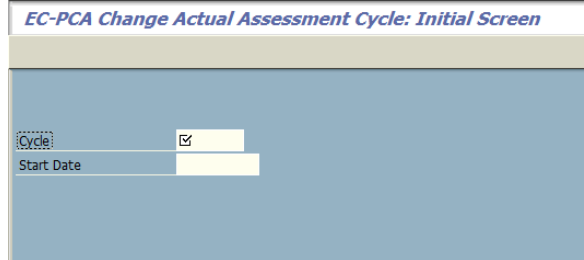 EC-PCA Change Actual Assessment Cycle: Initial Screen
Cycle
Start Date